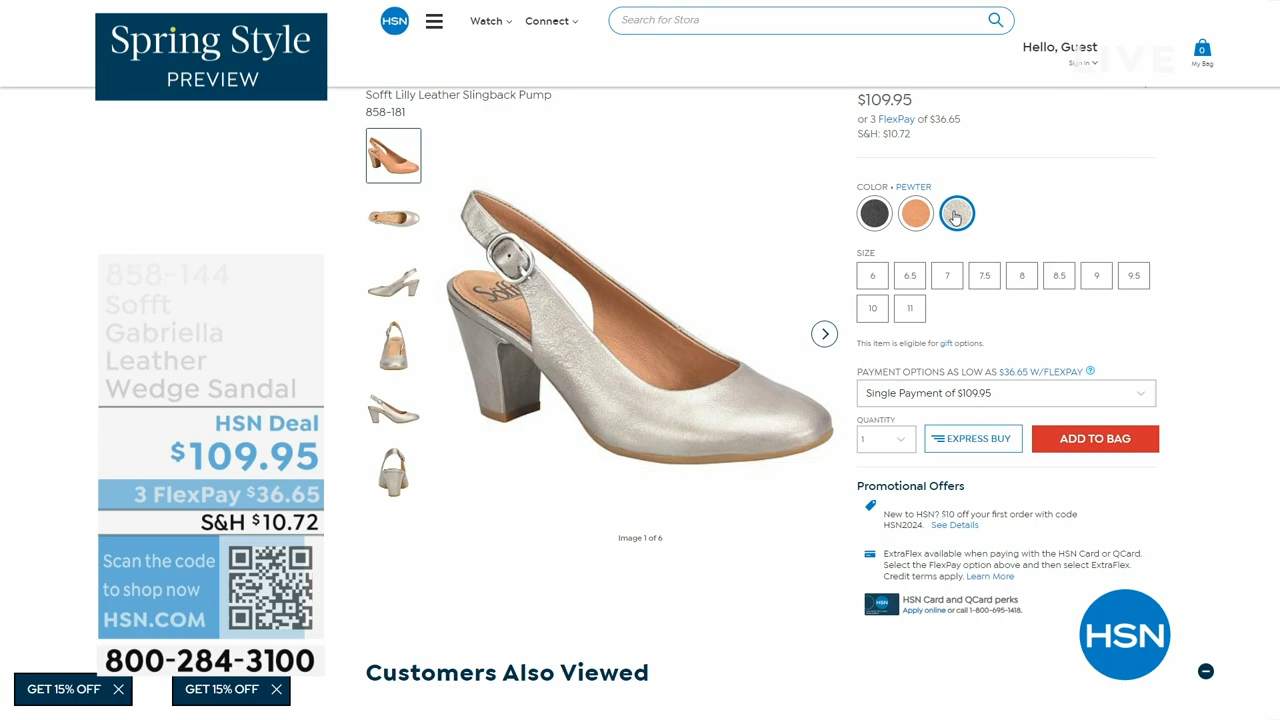 Spring Style
PREVIEW
HSN
Watch
Connect
Search for Stora
Hello, Guest
Sign In
LIVE
0
My Bag
Sofft Lilly Leather Slingback Pump
858-181
$109.95
or 3 FlexPay of $36.65
S&H: $10.72
COLOR • PEWTER
SIZE
6
6.5
7
7.5
8
8.5
9
9.5
10
11
This item is eligible for gift options.
PAYMENT OPTIONS AS LOW AS $36.65 W/FLEXPAY ?
Single Payment of $109.95
QUANTITY
1
EXPRESS BUY
ADD TO BAG
Promotional Offers
New to HSN? $10 off your first order with code
HSN2024. See Details
ExtraFlex available when paying with the HSN Card or QCard.
Select the FlexPay option above and then select ExtraFlex.
Credit terms apply. Learn More
HSN
HSN Card and QCard perks
Apply online or call 1-800-695-1418.
Sofft
Image 1 of 6
858-144
Sofft
Gabriella
Leather
Wedge Sandal
HSN Deal
$109.95
3 FlexPay $36.65
S&H $10.72
Scan the code
to shop now
HSN.COM
800-284-3100
GET 15% OFF
GET 15% OFF
Customers Also Viewed
HSN